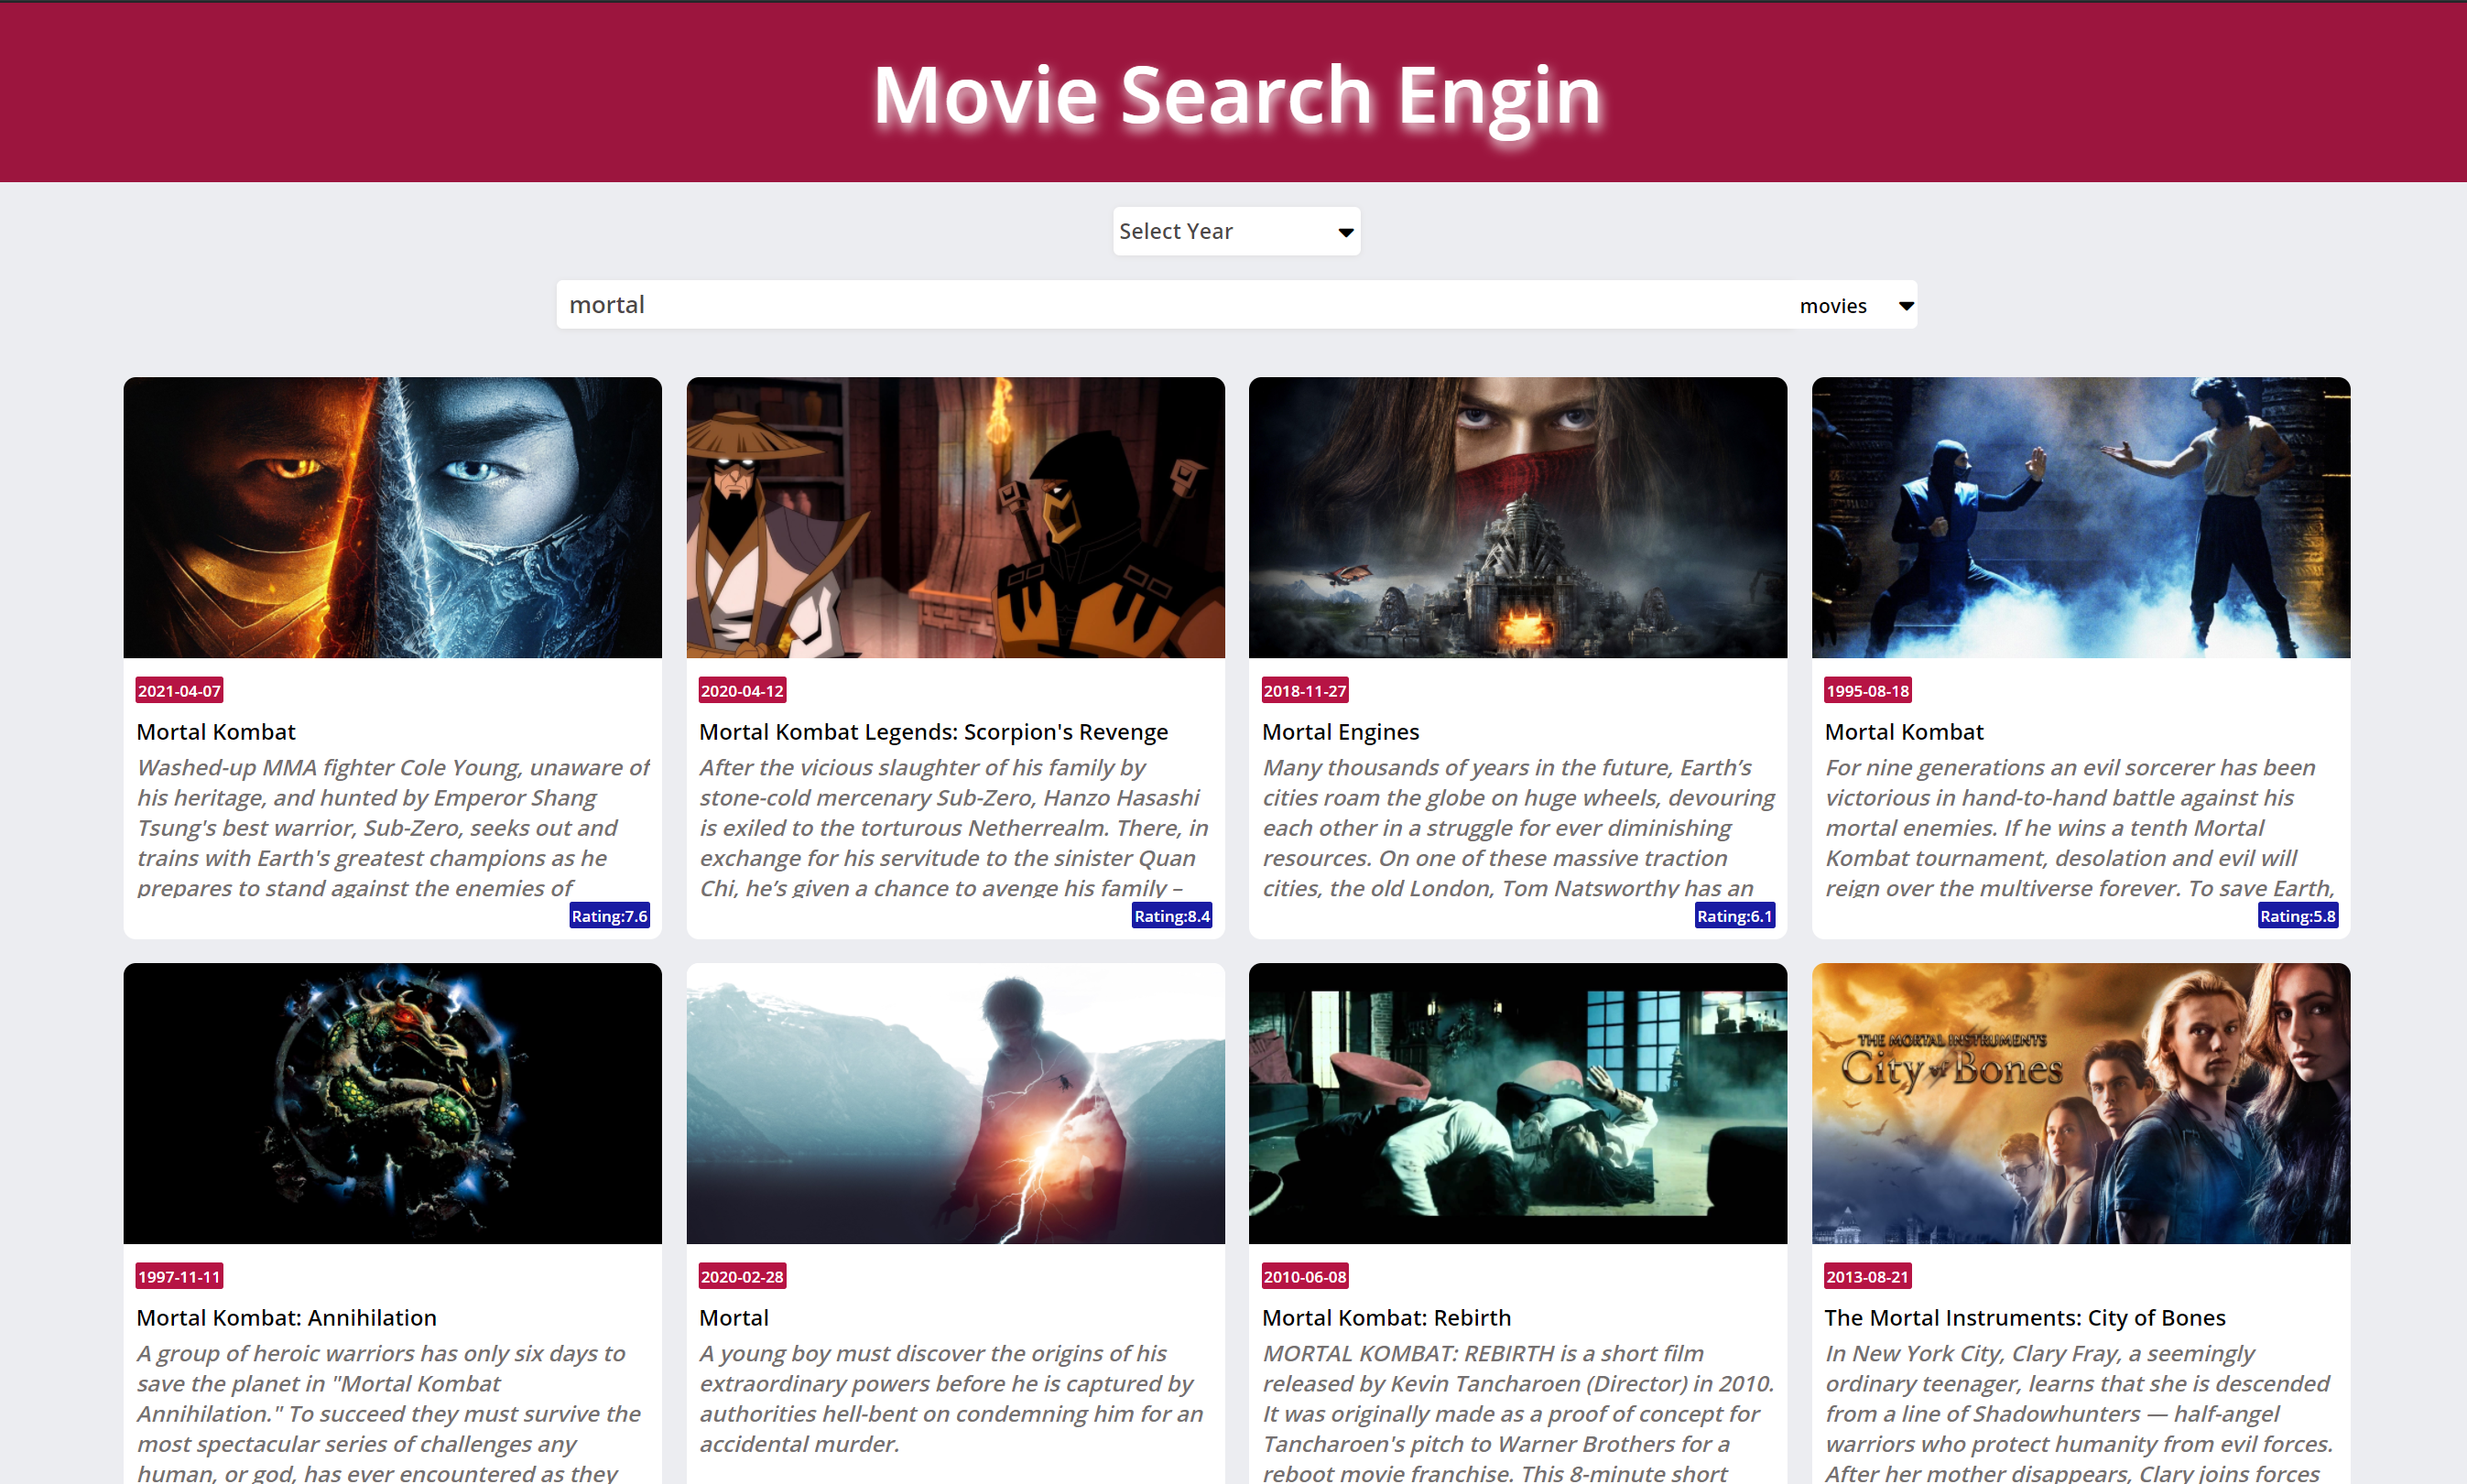 Movie Search Engin
Select Year
mortal
movies
2021-04-07
Mortal Kombat
Washed-up MMA fighter Cole Young, unaware of
his heritage, and hunted by Emperor Shang
Tsung's best warrior, Sub-Zero, seeks out and
trains with Earth's greatest champions as he
prepares to stand against the enemies of
Rating:7.6
2020-04-12
Mortal Kombat Legends: Scorpion's Revenge
After the vicious slaughter of his family by
stone-cold mercenary Sub-Zero, Hanzo Hasashi
is exiled to the torturous Netherrealm. There, in
exchange for his servitude to the sinister Quan
Chi, he’s given a chance to avenge his family –
Rating:8.4
2018-11-27
Mortal Engines
Many thousands of years in the future, Earth’s
cities roam the globe on huge wheels, devouring
each other in a struggle for ever diminishing
resources. On one of these massive traction
cities, the old London, Tom Natsworthy has an
Rating:6.1
1995-08-18
Mortal Kombat
For nine generations an evil sorcerer has been
victorious in hand-to-hand battle against his
mortal enemies. If he wins a tenth Mortal
Kombat tournament, desolation and evil will
reign over the multiverse forever. To save Earth,
Rating:5.8
1997-11-11
Mortal Kombat: Annihilation
A group of heroic warriors has only six days to
save the planet in "Mortal Kombat
Annihilation." To succeed they must survive the
most spectacular series of challenges any
human, or god, has ever encountered as they
2020-02-28
Mortal
A young boy must discover the origins of his
extraordinary powers before he is captured by
authorities hell-bent on condemning him for an
accidental murder.
2010-06-08
Mortal Kombat: Rebirth
MORTAL KOMBAT: REBIRTH is a short film
released by Kevin Tancharoen (Director) in 2010.
It was originally made as a proof of concept for
Tancharoen's pitch to Warner Brothers for a
reboot movie franchise. This 8-minute short
THE MORTAL INSTRUMENTS
City of Bones
2013-08-21
The Mortal Instruments: City of Bones
In New York City, Clary Fray, a seemingly
ordinary teenager, learns that she is descended
from a line of Shadowhunters — half-angel
warriors who protect humanity from evil forces.
After her mother disappears, Clary joins forces